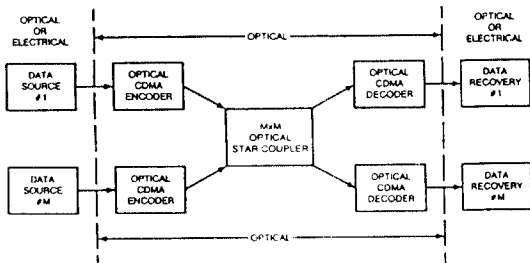 OPTICAL
OR
ELECTRICAL
OPTICAL
OPTICAL
OR
ELECTRICAL
DATA
SOURCE
#1
OPTICAL
CDMA
ENCODER
OPTICAL
CDMA
DECODER
DATA
RECOVERY
#1
MxM
OPTICAL
STAR COUPLER
DATA
SOURCE
#M
OPTICAL
CDMA
ENCODER
OPTICAL
CDMA
DECODER
DATA
RECOVERY
#M
OPTICAL